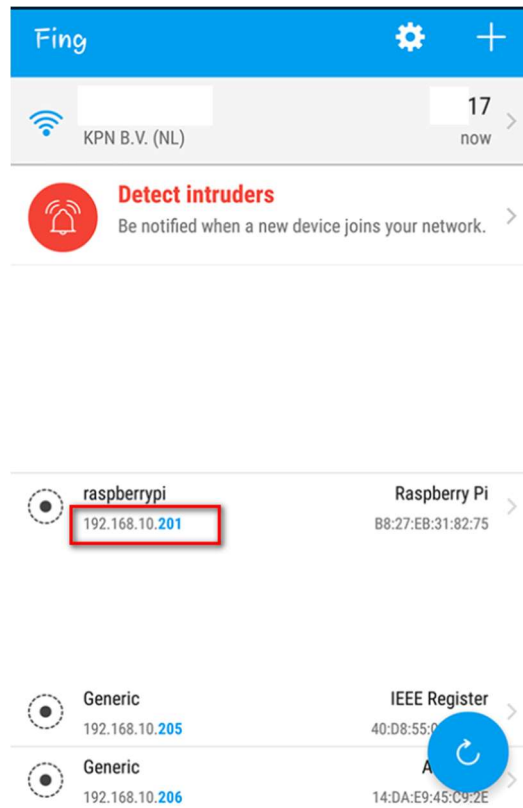 Fing
17
KPN B.V. (NL)
now
Detect intruders
Be notified when a new device joins your network.
raspberrypi
Raspberry Pi
192.168.10.201
B8:27:EB:31:82:75
Generic
IEEE Register
192.168.10.205
40:D8:55:
Generic
192.168.10.206
14:DA:E9:45:C9:2E